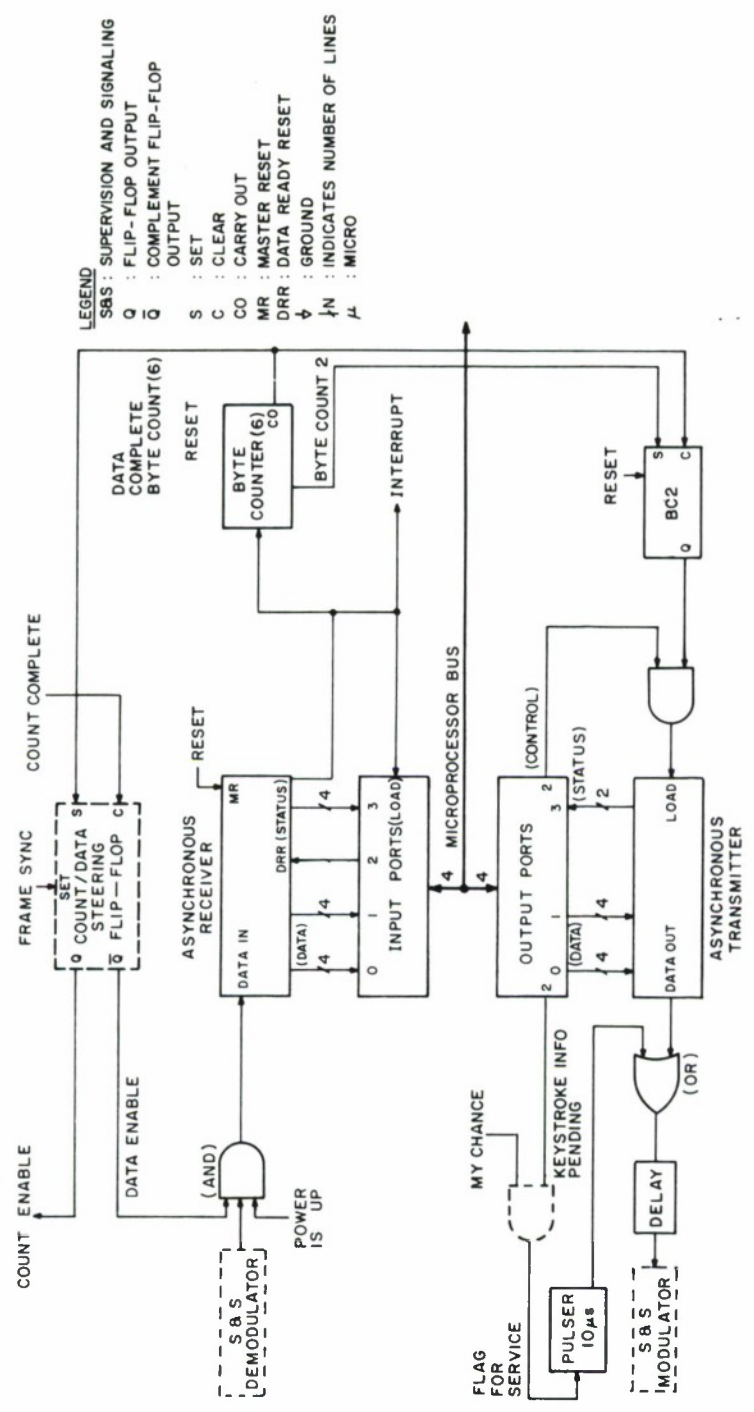 COUNT ENABLE
FRAME SYNC
COUNT COMPLETE
SET
Q
S
COUNT/DATA
STEERING
FLIP-FLOP
Q̅
C
DATA ENABLE
DATA
COMPLETE
BYTE COUNT(6)
RESET
BYTE
COUNTER(6)
CO
BYTE COUNT 2
INTERRUPT
LEGEND
S&S : SUPERVISION AND SIGNALING
Q : FLIP-FLOP OUTPUT
Q̅ : COMPLEMENT FLIP-FLOP
OUTPUT
S : SET
C : CLEAR
CO : CARRY OUT
MR : MASTER RESET
DRR : DATA READY RESET
: GROUND
N : INDICATES NUMBER OF LINES
μ : MICRO
S & S
DEMODULATOR
(AND)
POWER
IS UP
ASYNCHRONOUS
RECEIVER
RESET
DATA IN
MR
(DATA)
DRR (STATUS)
4
4
4
0
1
2
3
INPUT PORTS(LOAD)
4
MICROPROCESSOR BUS
4
FLAG
FOR
SERVICE
MY CHANCE
KEYSTROKE INFO
PENDING
PULSER
10μs
OUTPUT PORTS
2
0
1
3
2
(DATA)
(CONTROL)
(STATUS)
4
4
2
DATA OUT
LOAD
ASYNCHRONOUS
TRANSMITTER
RESET
S
BC2
Q
C
(OR)
DELAY
S & S
MODULATOR